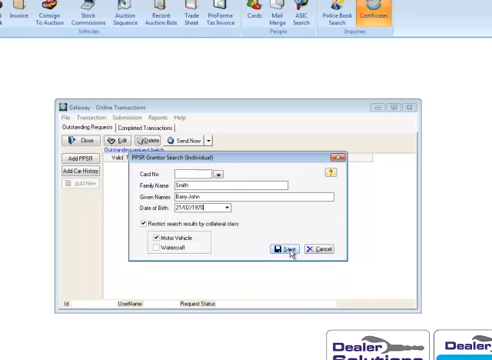 Invoice
Consign To Auction
Stock Commissions
Auction Sequence
Record Auction Bids
Trade Sheet
ProForma Tax Invoice
Cards
Mail Merge
ASIC Search
Police Book Search
Certificates
Vehicles
People
Inquiries
Gateway - Online Transactions
File Transaction Submission Reports Help
Outstanding Requests Completed Transactions
Close Edit Delete Send Now
Outstanding request batch
Add PPSR
Valid
Add Car History
Add New
PPSR Grantor Search (Individual)
Card No
Family Name Smith
Given Names Barry John
Date of Birth 21/02/1970
Restrict search results by collateral class
Motor Vehicle
Watercraft
Save Cancel
Id: UserName Request Status
Dealer
Solutions
Dealer